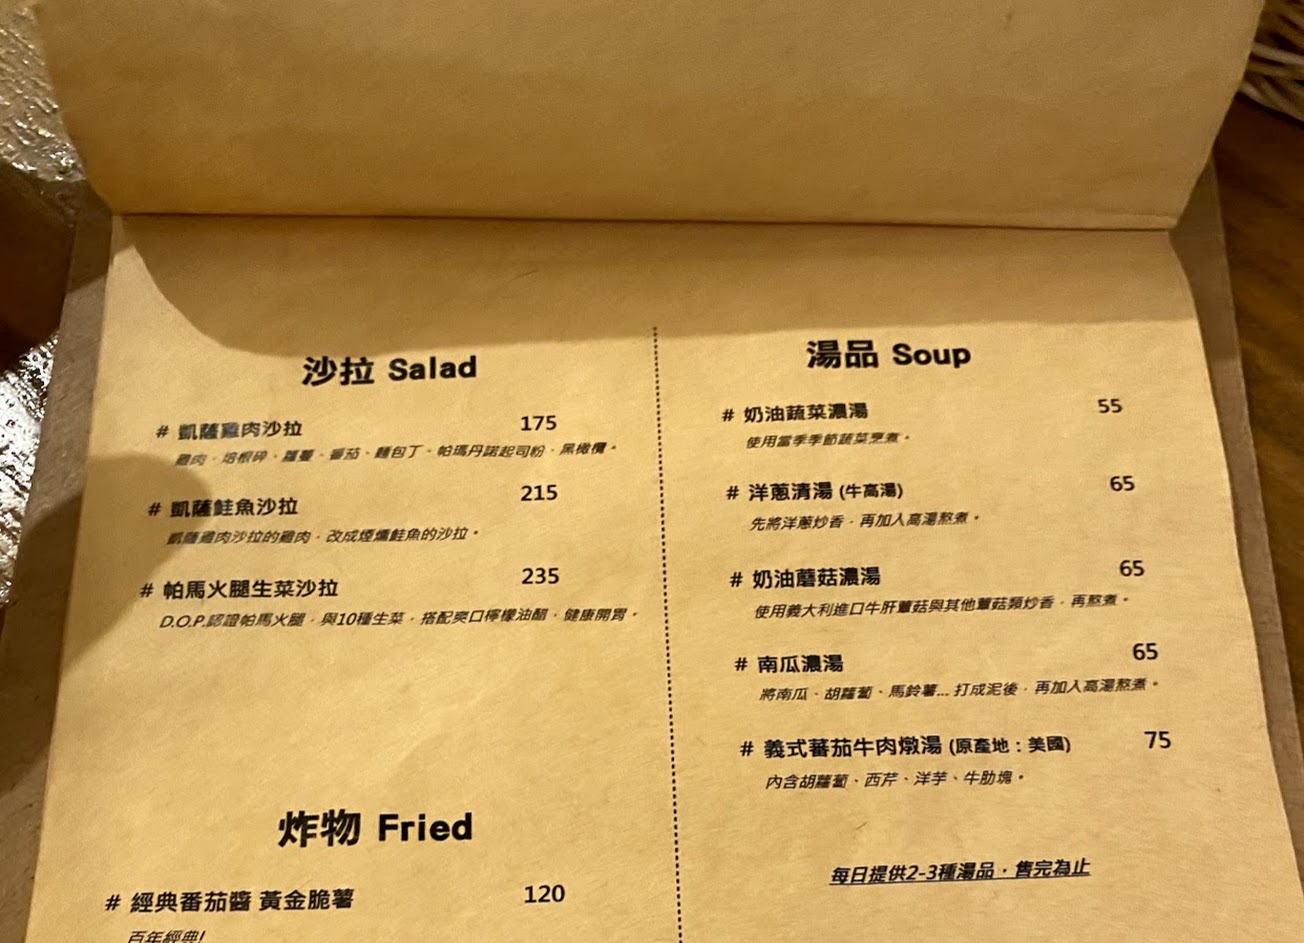 沙拉 Salad
# 凱薩雞肉沙拉 175
雞肉、培根碎、蘿蔓、番茄、麵包丁、帕瑪丹諾起司粉、黑橄欖。
# 凱薩鮭魚沙拉 215
凱薩雞肉沙拉的雞肉，改成煙燻鮭魚的沙拉。
# 帕馬火腿生菜沙拉 235
D.O.P.認證帕馬火腿，與10種生菜，搭配爽口檸檬油醋，健康開胃。
炸物 Fried
# 經典番茄醬 黃金脆薯 120
百年經典!
湯品 Soup
# 奶油蔬菜濃湯 55
使用當季季節蔬菜烹煮。
# 洋蔥清湯 (牛高湯) 65
先將洋蔥炒香，再加入高湯熬煮。
# 奶油蘑菇濃湯 65
使用義大利進口牛肝蕈菇與其他蕈菇類炒香，再熬煮。
# 南瓜濃湯 65
將南瓜、胡蘿蔔、馬鈴薯... 打成泥後，再加入高湯熬煮。
# 義式蕃茄牛肉燉湯 (原產地：美國) 75
內含胡蘿蔔、西芹、洋芋、牛肋塊。
每日提供2-3種湯品，售完為止